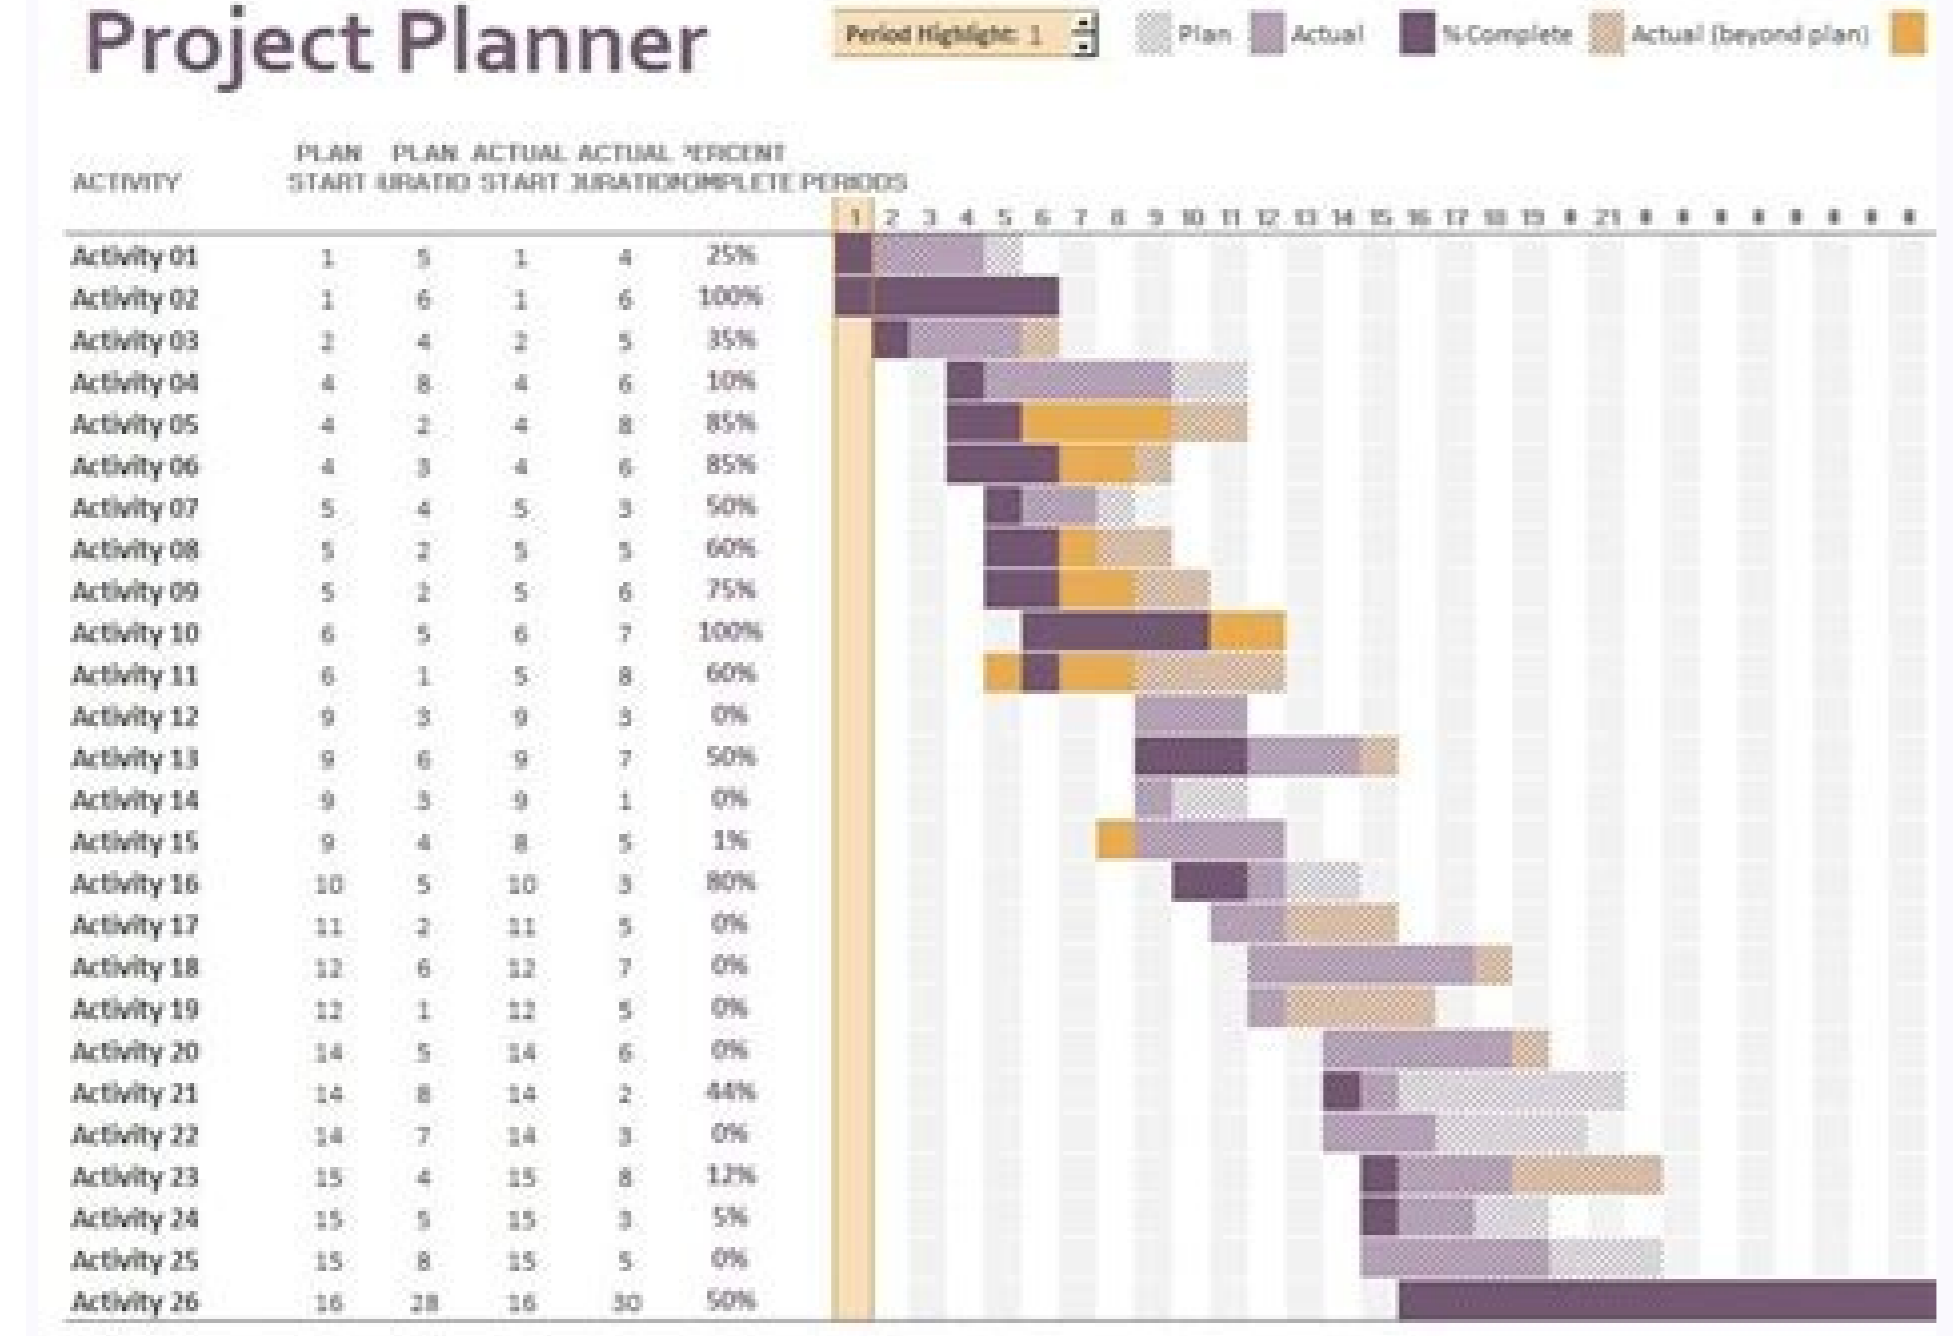 Project Planner
Period Highlight: 1
Plan
Actual
% Complete
Actual (beyond plan)
PLAN PLAN ACTUAL ACTUAL PERCENT
ACTIVITY START URATIO START DURATION OMPLETE PERIODS
1 2 3 4 5 6 7 8 9 10 11 12 13 14 15 16 17 18 19 # 21 # # # # # # # #
Activity 01 1 5 1 4 25%
Activity 02 1 6 1 6 100%
Activity 03 2 4 2 5 35%
Activity 04 4 8 4 6 10%
Activity 05 4 2 4 8 85%
Activity 06 4 3 4 6 85%
Activity 07 5 4 5 3 50%
Activity 08 5 2 5 5 60%
Activity 09 5 2 5 6 75%
Activity 10 6 5 6 7 100%
Activity 11 6 1 5 8 60%
Activity 12 9 3 9 3 0%
Activity 13 9 6 9 7 50%
Activity 14 9 3 9 1 0%
Activity 15 9 4 8 5 1%
Activity 16 10 5 10 3 80%
Activity 17 11 2 11 5 0%
Activity 18 12 6 12 7 0%
Activity 19 12 1 12 5 0%
Activity 20 14 5 14 6 0%
Activity 21 14 8 14 2 44%
Activity 22 14 7 14 3 0%
Activity 23 15 4 15 8 12%
Activity 24 15 5 15 3 5%
Activity 25 15 8 15 5 0%
Activity 26 16 28 16 30 50%